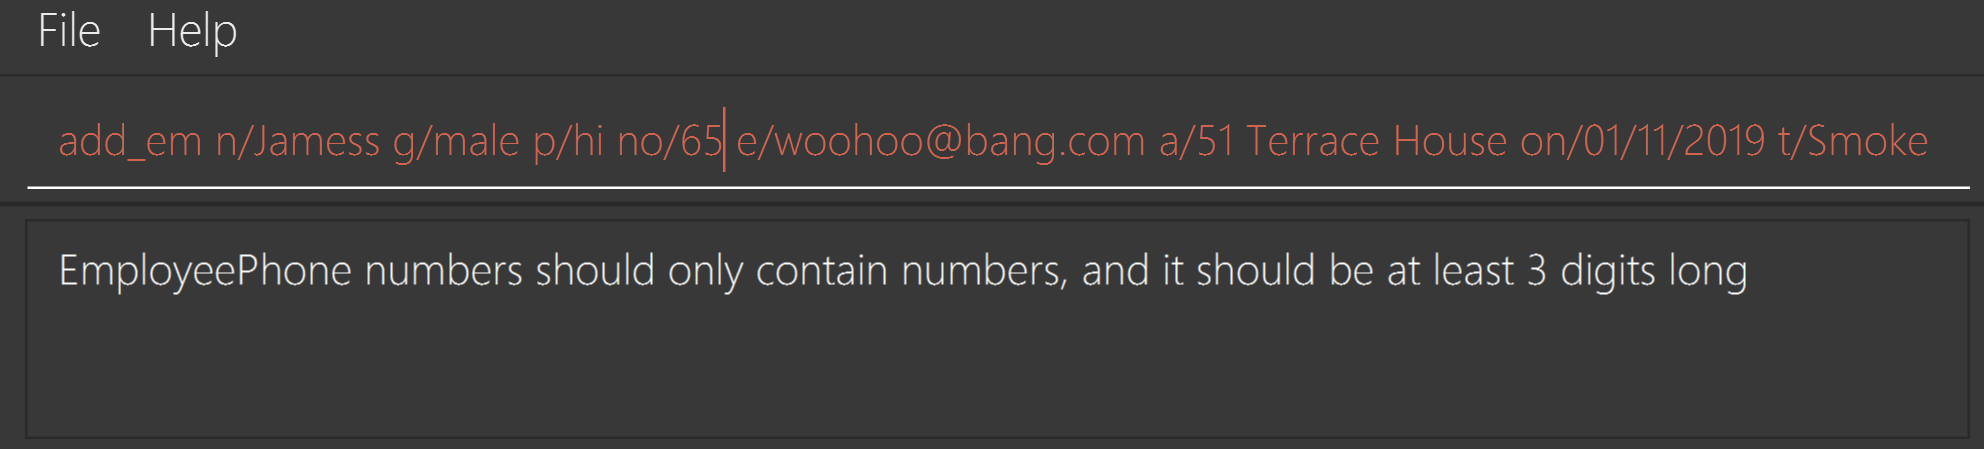 File Help
add_em n/Jamess g/male p/hi no/65 e/woohoo@bang.com a/51 Terrace House on/01/11/2019 t/Smoke
EmployeePhone numbers should only contain numbers, and it should be at least 3 digits long